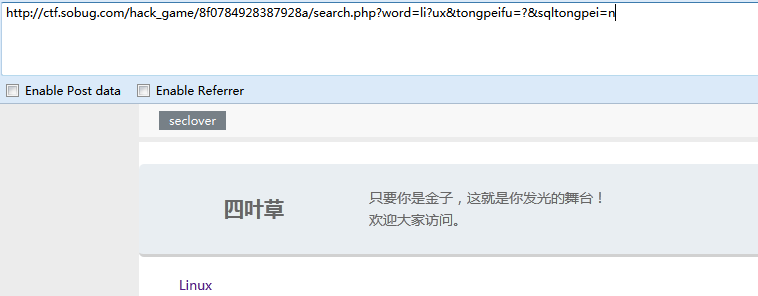 http://ctf.sobug.com/hack_game/8f0784928387928a/search.php?word=li?ux&tongpeifu=?&sqltongpei=n
Enable Post data
Enable Referrer
seclover
四叶草
只要你是金子，这就是你发光的舞台！
欢迎大家访问。
Linux